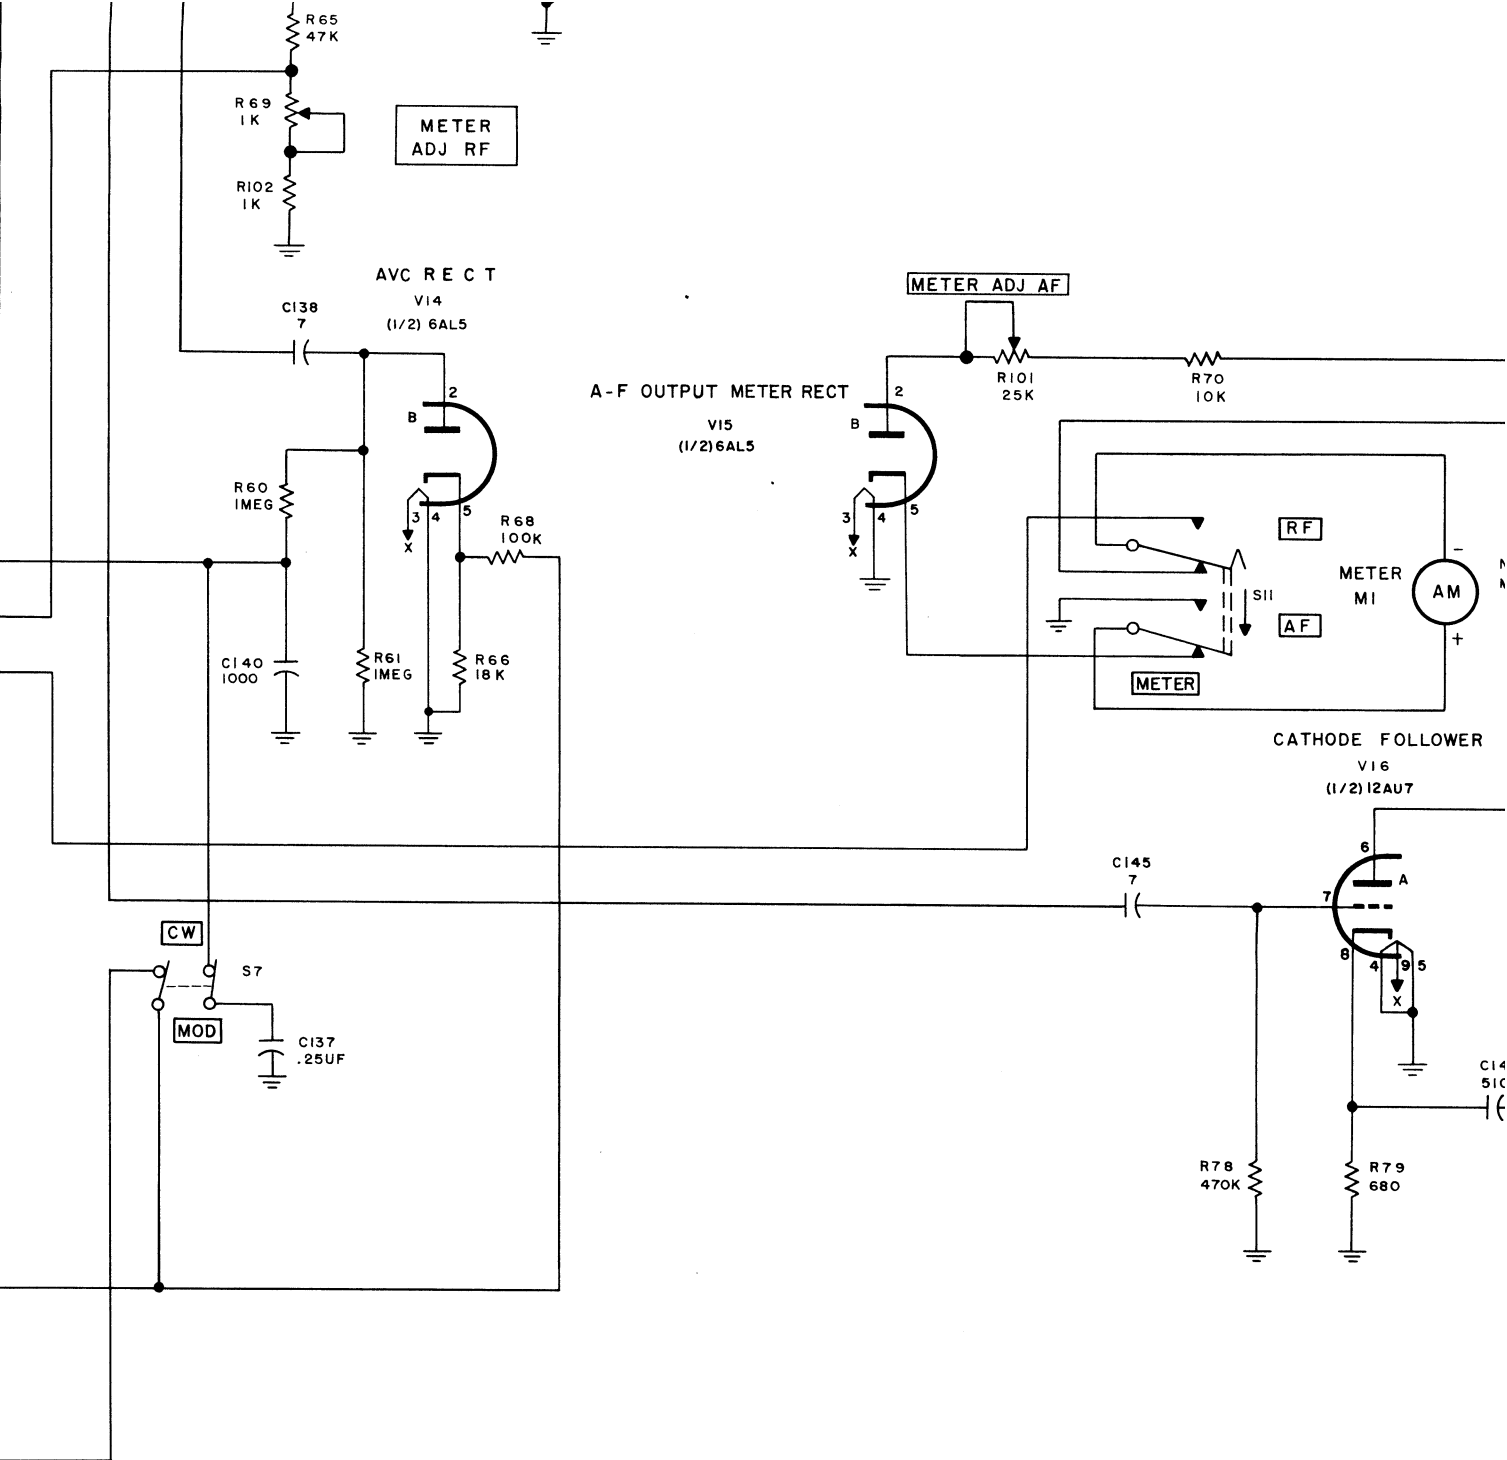 R65
47K
R69
1K
METER
ADJ RF
R102
1K
AVC RECT
V14
(1/2) 6AL5
C138
7
2
B
R60
1MEG
3
4
5
X
R68
100K
C140
1000
R61
1MEG
R66
18K
METER ADJ AF
R101
25K
R70
10K
A-F OUTPUT METER RECT
V15
(1/2) 6AL5
2
B
3
4
5
X
RF
S11
AF
METER
METER
M1
AM
-
+
CATHODE FOLLOWER
V16
(1/2) 12AU7
6
A
7
8
4
9
5
X
C145
7
CW
S7
MOD
C137
.25UF
R78
470K
R79
680
C14
510